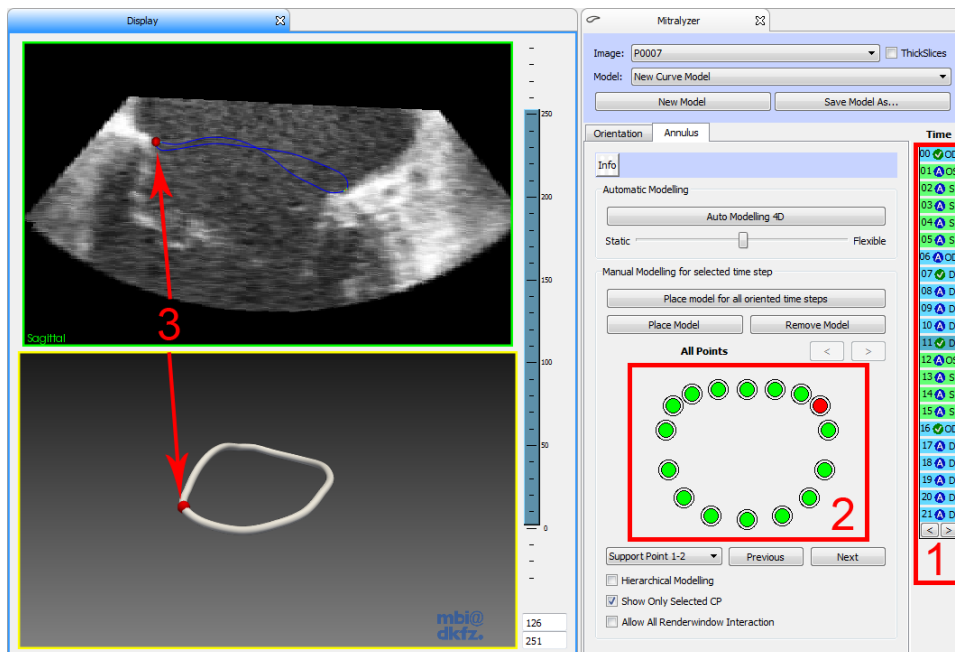 Display
Mitralyzer
Image:
P0007
ThickSlices
Model:
New Curve Model
New Model
Save Model As...
Orientation
Annulus
Time
Info
Automatic Modelling
Auto Modelling 4D
Static
Flexible
Manual Modelling for selected time step
Place model for all oriented time steps
Place Model
Remove Model
All Points
<
>
2
Support Point 1-2
Previous
Next
Hierarchical Modelling
Show Only Selected CP
Allow All Renderwindow Interaction
00 OD
01 A OS
02 A S
03 A S
04 A S
05 A S
06 A OD
07 D
08 A D
09 A D
10 A D
11 D
12 A OS
13 A S
14 A S
15 A S
16 OD
17 A D
18 A D
19 A D
20 A D
21 A D
< >
1
250
200
150
100
50
0
126
251
3
Sagittal
mbi@
dkfz.